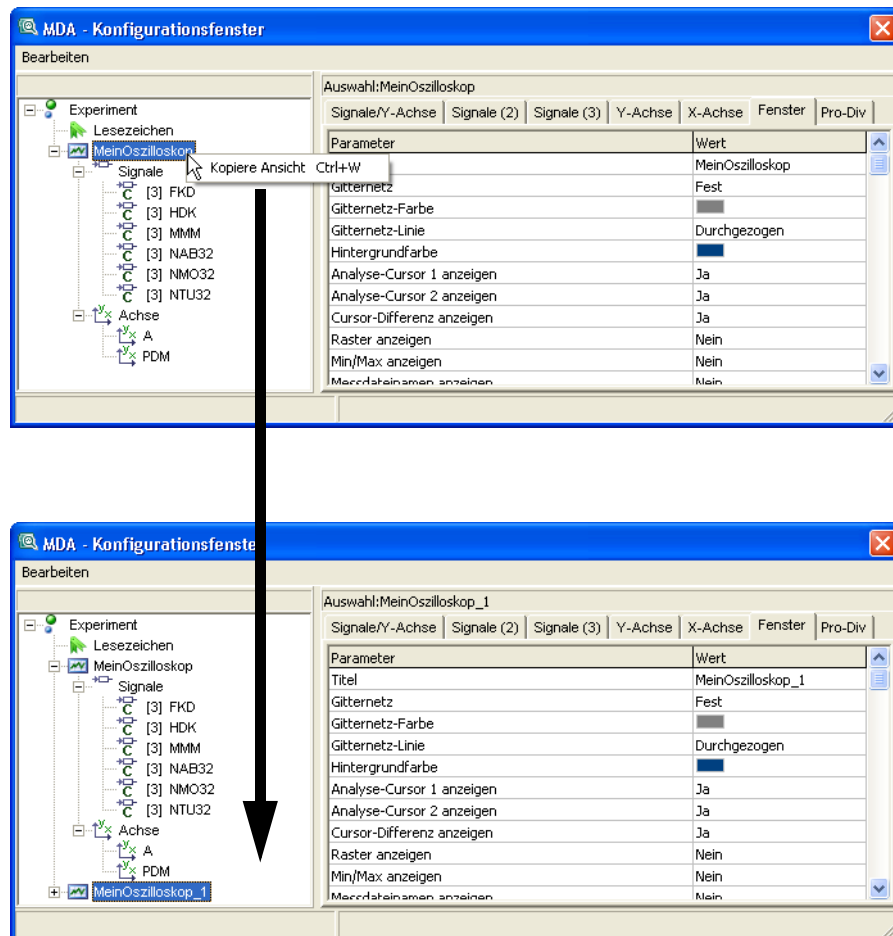 MDA - Konfigurationsfenster
Bearbeiten
Auswahl:MeinOszilloskop
Experiment
Lesezeichen
MeinOszilloskop
Signale
[3] FKD
[3] HDK
[3] MMM
[3] NAB32
[3] NMO32
[3] NTU32
Achse
A
PDM
Kopiere Ansicht Ctrl+W
Signale/Y-Achse Signale (2) Signale (3) Y-Achse X-Achse Fenster Pro-Div
Parameter Wert
MeinOszilloskop
Gitternetz Fest
Gitternetz-Farbe
Gitternetz-Linie Durchgezogen
Hintergrundfarbe
Analyse-Cursor 1 anzeigen Ja
Analyse-Cursor 2 anzeigen Ja
Cursor-Differenz anzeigen Ja
Raster anzeigen Nein
Min/Max anzeigen Nein
Messdateinamen anzeigen Nein
MDA - Konfigurationsfenste
Bearbeiten
Auswahl:MeinOszilloskop_1
Experiment
Lesezeichen
MeinOszilloskop
Signale
[3] FKD
[3] HDK
[3] MMM
[3] NAB32
[3] NMO32
[3] NTU32
Achse
A
PDM
MeinOszilloskop_1
Signale/Y-Achse Signale (2) Signale (3) Y-Achse X-Achse Fenster Pro-Div
Parameter Wert
Titel MeinOszilloskop_1
Gitternetz Fest
Gitternetz-Farbe
Gitternetz-Linie Durchgezogen
Hintergrundfarbe
Analyse-Cursor 1 anzeigen Ja
Analyse-Cursor 2 anzeigen Ja
Cursor-Differenz anzeigen Ja
Raster anzeigen Nein
Min/Max anzeigen Nein
Messdateinamen anzeigen Nein